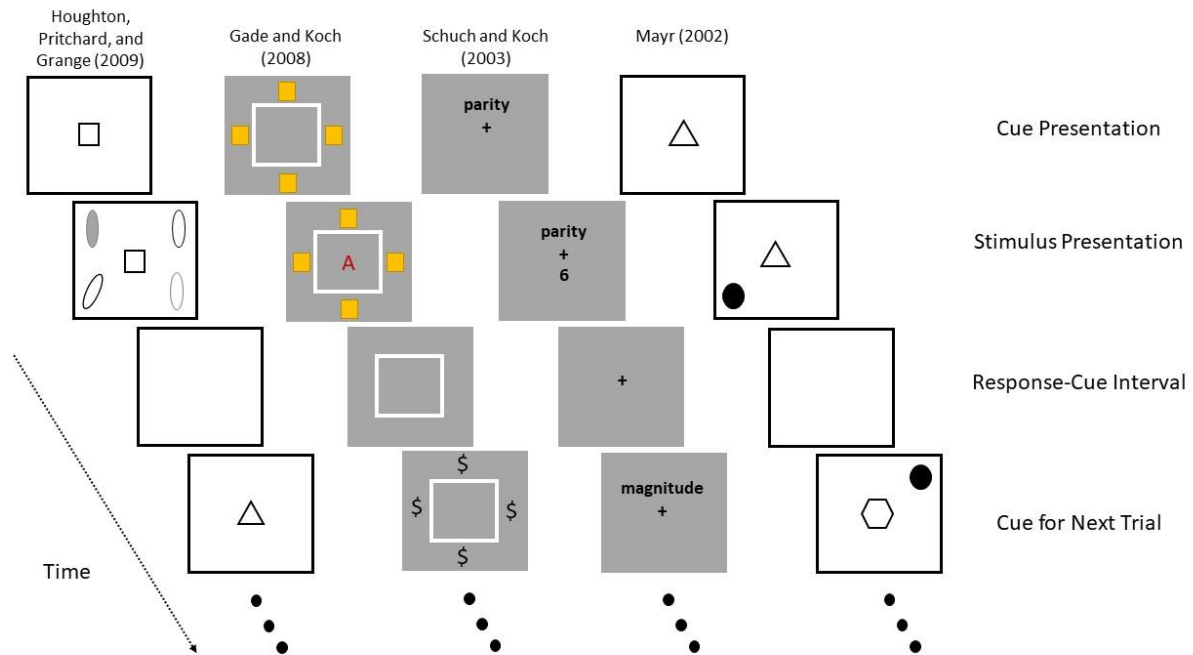 Houghton,
Pritchard, and
Grange (2009)
Gade and Koch
(2008)
Schuch and Koch
(2003)
Mayr (2002)
parity
+
Cue Presentation
A
parity
+
6
Stimulus Presentation
+
Response-Cue Interval
$
$ $
$
magnitude
+
Cue for Next Trial
Time